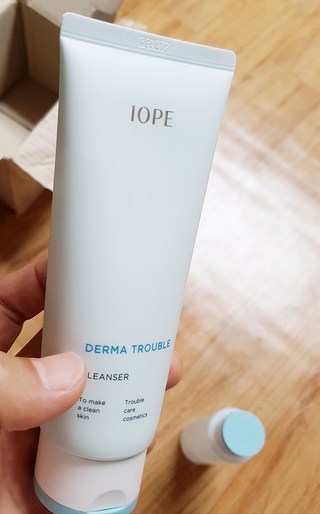 IOPE
DERMA TROUBLE
LEANSER
To make
a clean
skin
Trouble
care
cosmetics